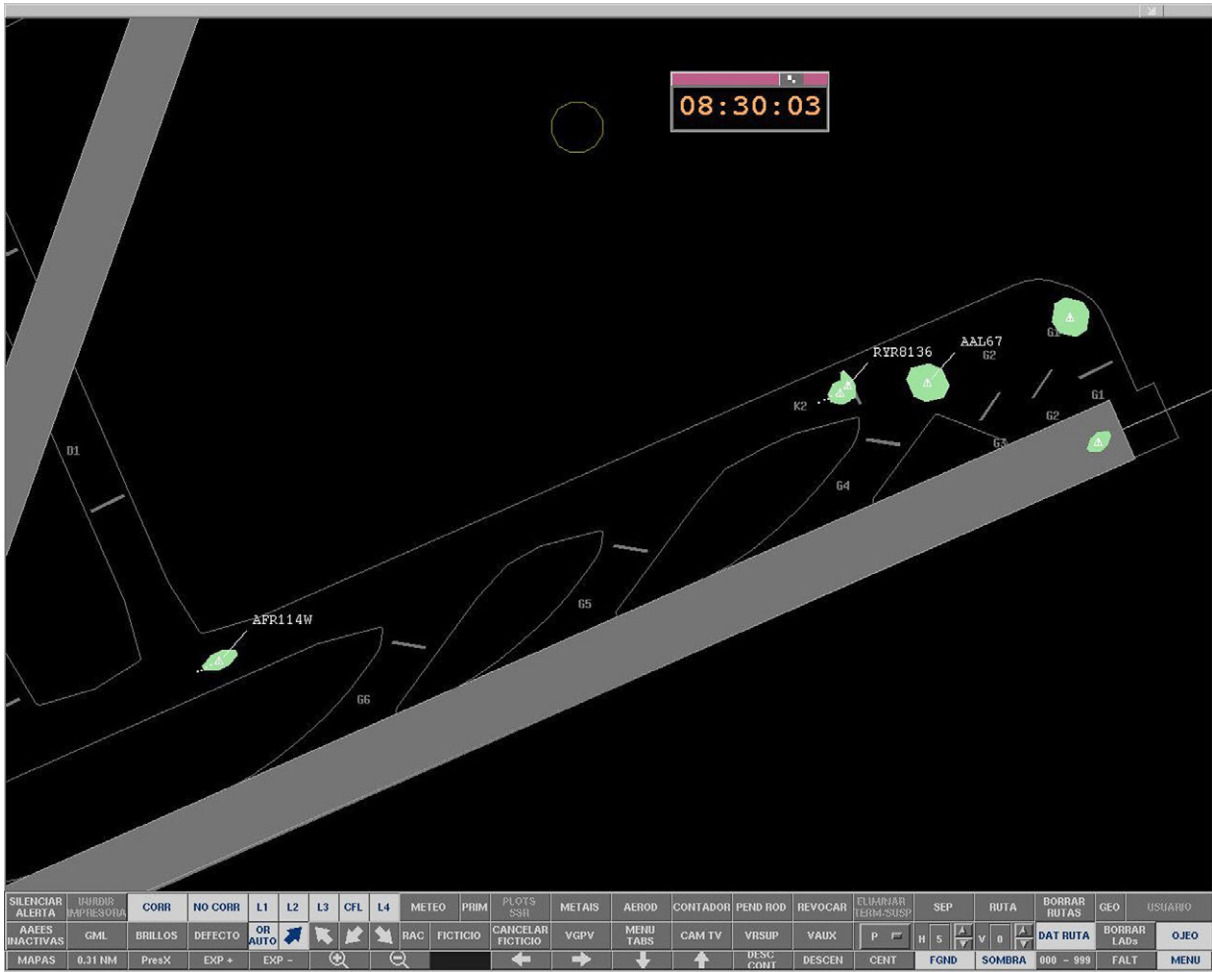 08:30:03
G1
AAL67
RYR8136
G2
G1
K2
G2
G3
D1
G4
G5
AFR114W
G6
SILENCIAR ALERTA
IMPRESORA
CORR
NO CORR
L1
L2
L3
CFL
L4
METEO
PRIM
PLOTS SSR
METAIS
AEROD
CONTADOR
PEND ROD
REVOCAR
ELIMINAR TERM/SUSP
SEP
RUTA
BORRAR RUTAS
GEO
USUARIO
AAEES INACTIVAS
GML
BRILLOS
DEFECTO
OR AUTO
RAC
FICTICIO
CANCELAR FICTICIO
VGPV
MENU TABS
CAM TV
VRSUP
VAUX
P
H 5
V 0
DAT RUTA
BORRAR LADs
OJEO
MAPAS
0.31 NM
PresX
EXP +
EXP -
DESC CONT
DESCEN
CENT
FGND
SOMBRA
000 - 999
FALT
MENU